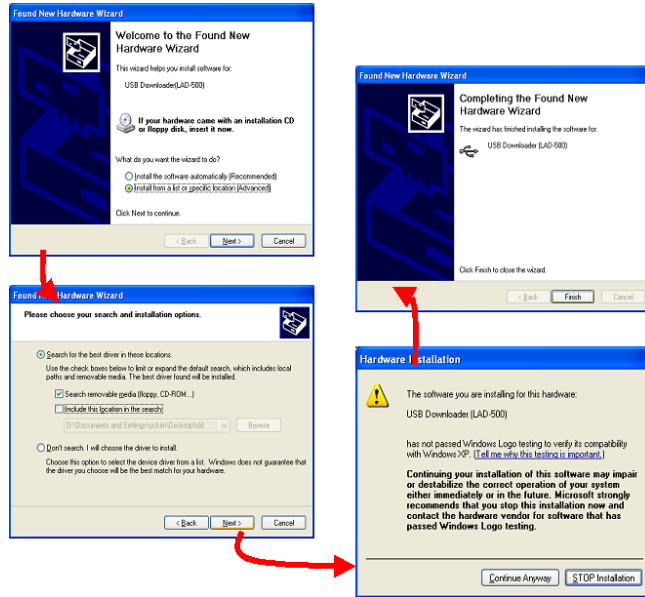 Found New Hardware Wizard
Welcome to the Found New
Hardware Wizard
This wizard helps you install software for:
USB Downloader(LAD-500)
If your hardware came with an installation CD
or floppy disk, insert it now.
What do you want the wizard to do?
Install the software automatically (Recommended)
Install from a list or specific location (Advanced)
Click Next to continue.
< Back
Next >
Cancel
Found Hardware Wizard
Please choose your search and installation options.
Search for the best driver in these locations.
Use the check boxes below to limit or expand the default search, which includes local
paths and removable media. The best driver found will be installed.
Search removable media (floppy, CD-ROM...)
Include this location in the search:
Browse
Don't search. I will choose the driver to install.
Choose this option to select the device driver from a list. Windows does not guarantee that
the driver you choose will be the best match for your hardware.
< Back
Next >
Cancel
Hardware Installation
The software you are installing for this hardware:
USB Downloader (LAD-500)
has not passed Windows Logo testing to verify its compatibility
with Windows XP. (Tell me why this testing is important.)
Continuing your installation of this software may impair
or destabilize the correct operation of your system
either immediately or in the future. Microsoft strongly
recommends that you stop this installation now and
contact the hardware vendor for software that has
passed Windows Logo testing.
Continue Anyway
STOP Installation
Found New Hardware Wizard
Completing the Found New
Hardware Wizard
The wizard has finished installing the software for:
USB Downloader (LAD-500)
Click Finish to close the wizard.
< Back
Finish
Cancel